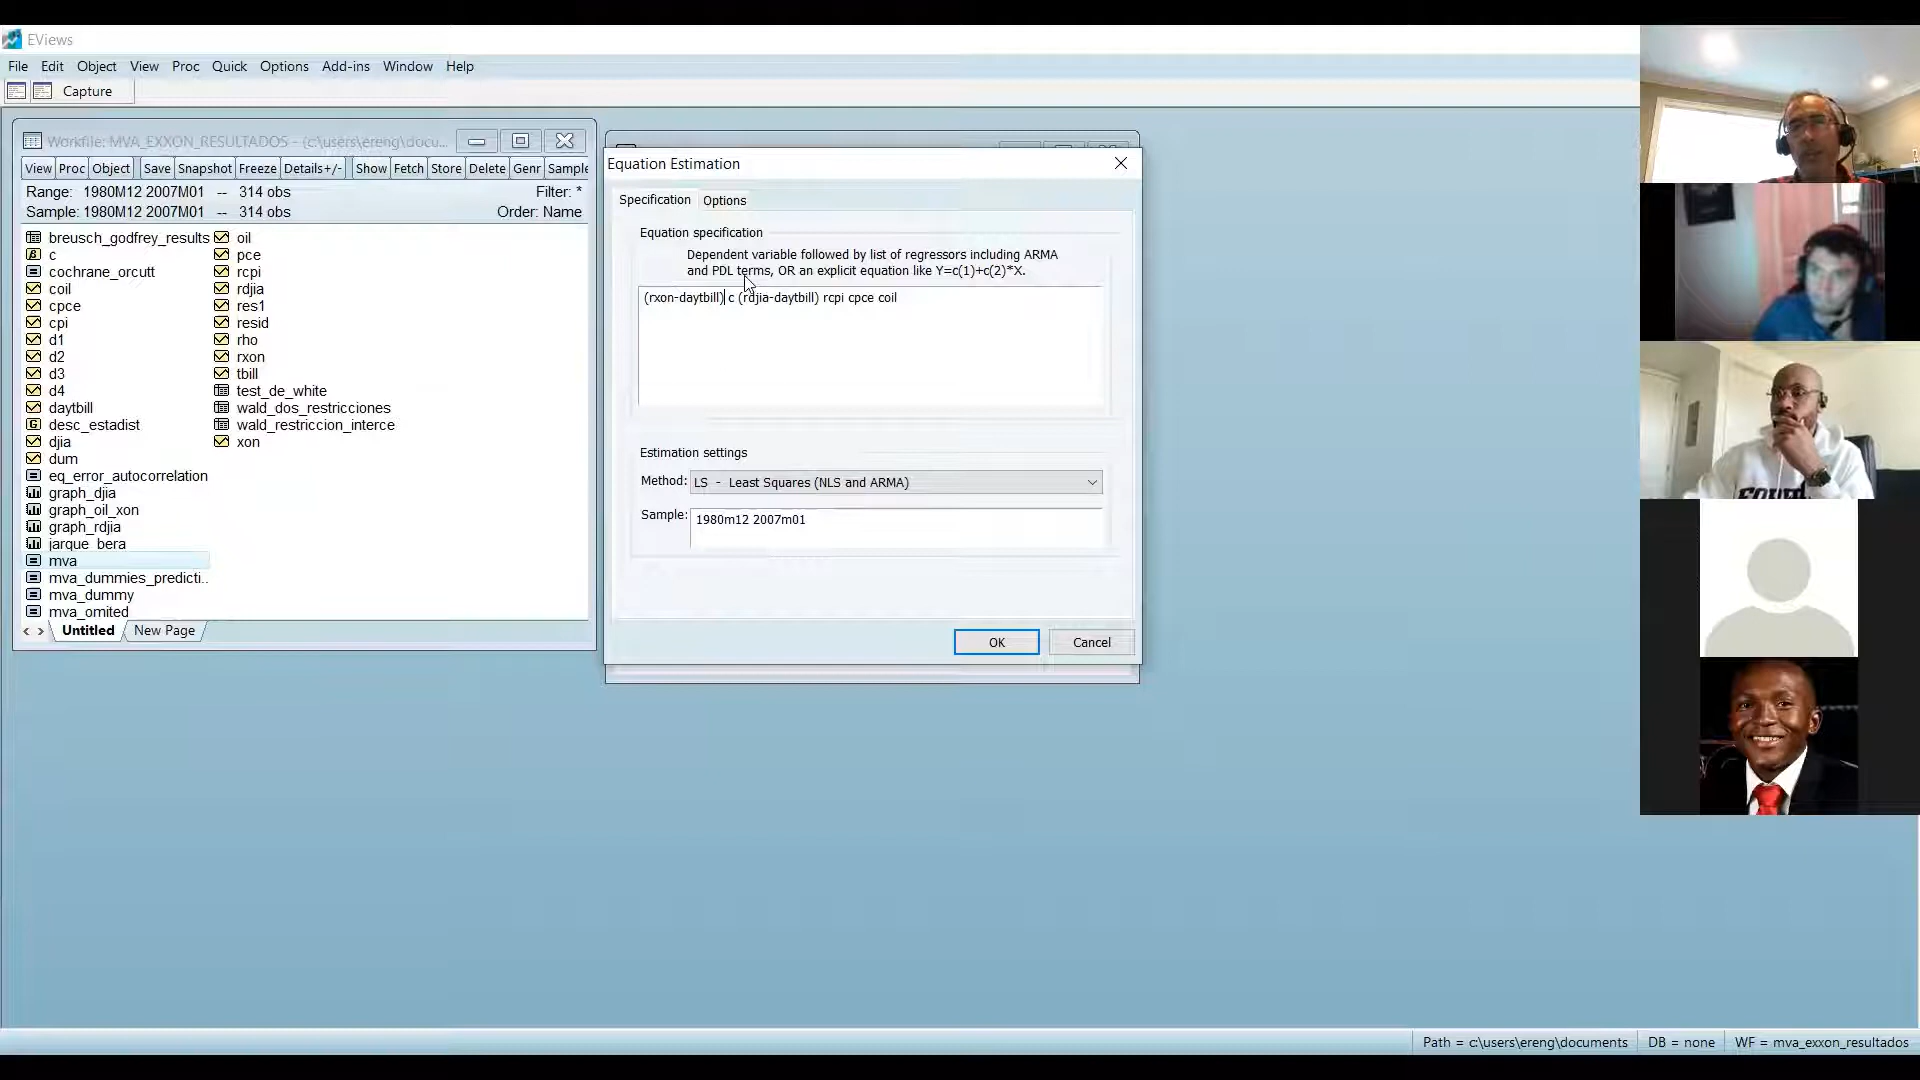 EViews
File Edit Object View Proc Quick Options Add-ins Window Help
Capture
Workfile: MVA_EXXON_RESULTADOS - (c:\users\ereng\docu...
View Proc Object Save Snapshot Freeze Details+/- Show Fetch Store Delete Genr Sample
Range: 1980M12 2007M01 -- 314 obs
Filter: *
Sample: 1980M12 2007M01 -- 314 obs
Order: Name
breusch_godfrey_results
c
cochrane_orcutt
coil
cpce
cpi
d1
d2
d3
d4
daytbill
desc_estadist
djia
dum
eq_error_autocorrelation
graph_djia
graph_oil_xon
graph_rdjia
jarque_bera
mva
mva_dummies_predicti..
mva_dummy
mva_omited
oil
pce
rcpi
rdjia
res1
resid
rho
rxon
tbill
test_de_white
wald_dos_restricciones
wald_restriccion_interce
xon
Untitled New Page
Equation Estimation
Specification Options
Equation specification
Dependent variable followed by list of regressors including ARMA
and PDL terms, OR an explicit equation like Y=c(1)+c(2)*X.
(rxon-daytbill) c (rdjia-daytbill) rcpi cpce coil
Estimation settings
Method: LS - Least Squares (NLS and ARMA)
Sample: 1980m12 2007m01
OK Cancel
Path = c:\users\ereng\documents DB = none WF = mva_exxon_resultados